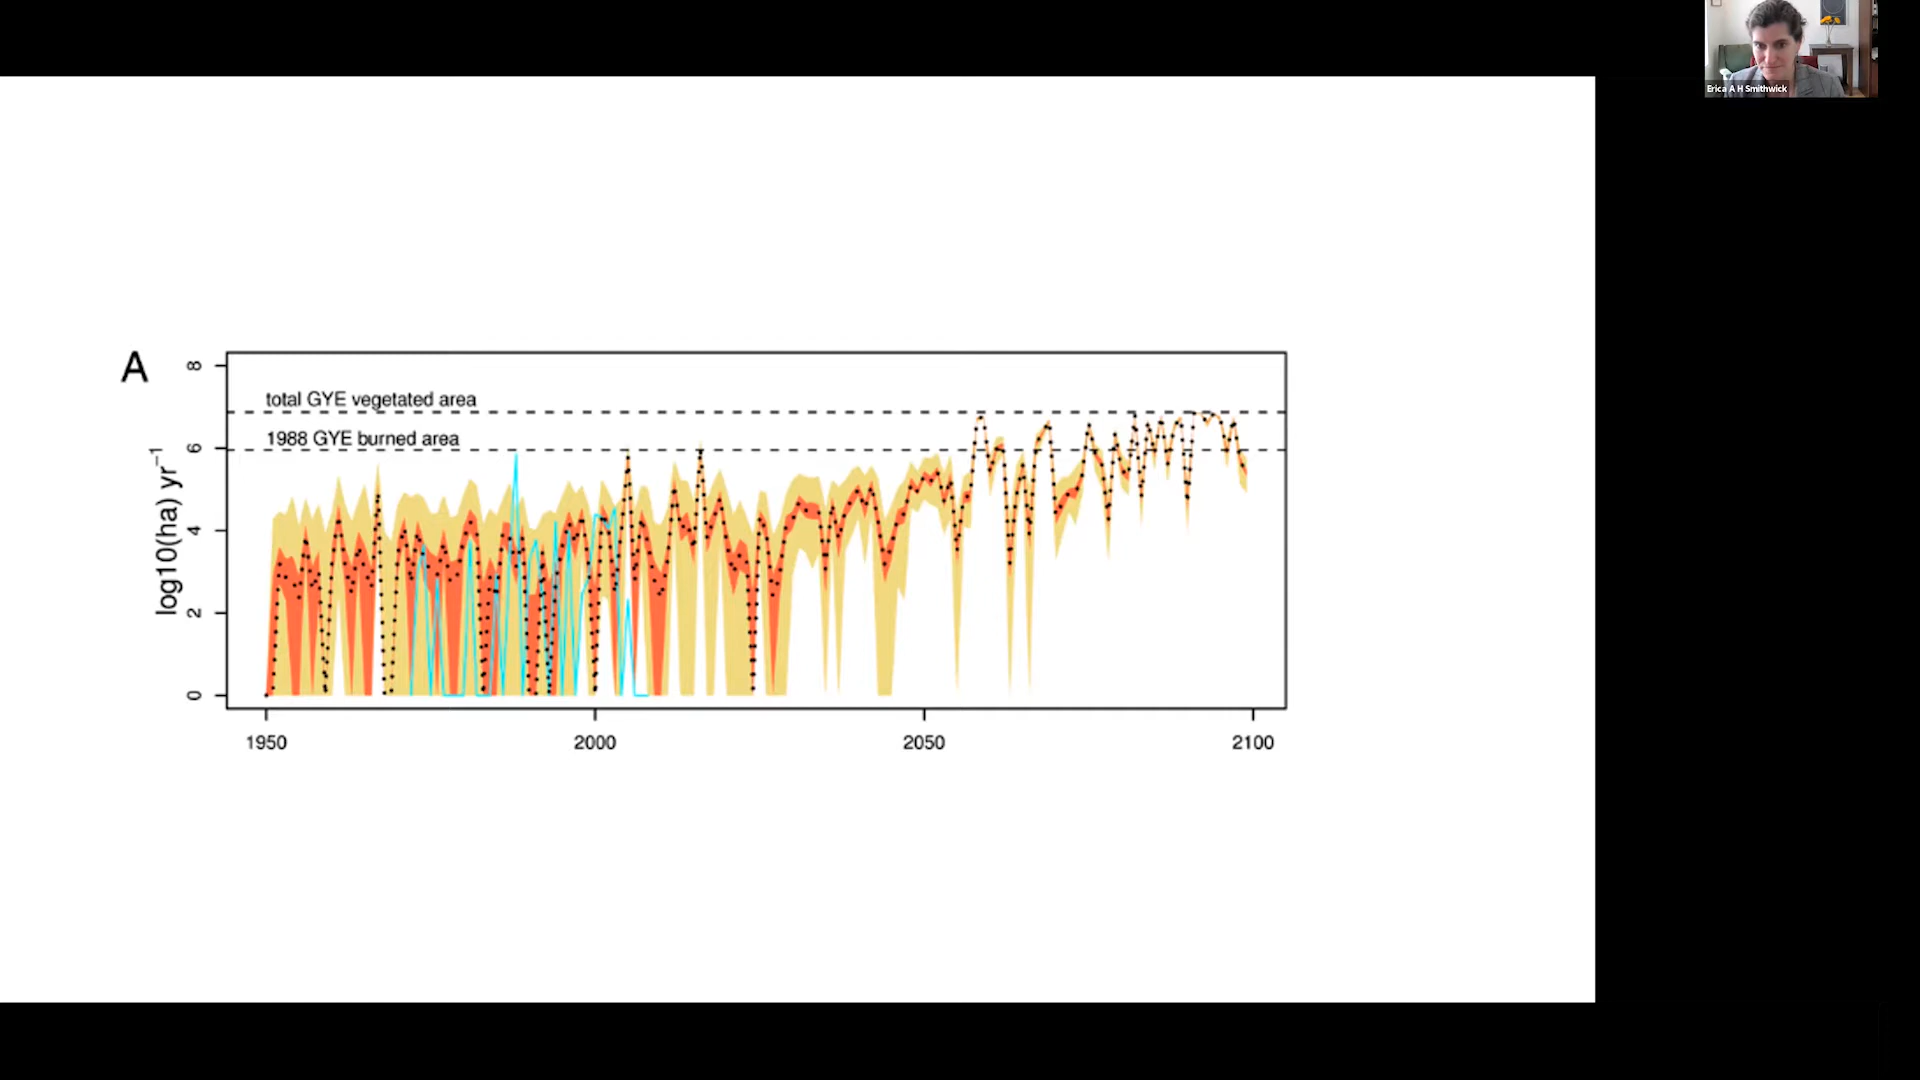 Erica A H Smithwick
A
total GYE vegetated area
1988 GYE burned area
log10(ha) yr⁻¹
8
6
4
2
0
1950 2000 2050 2100